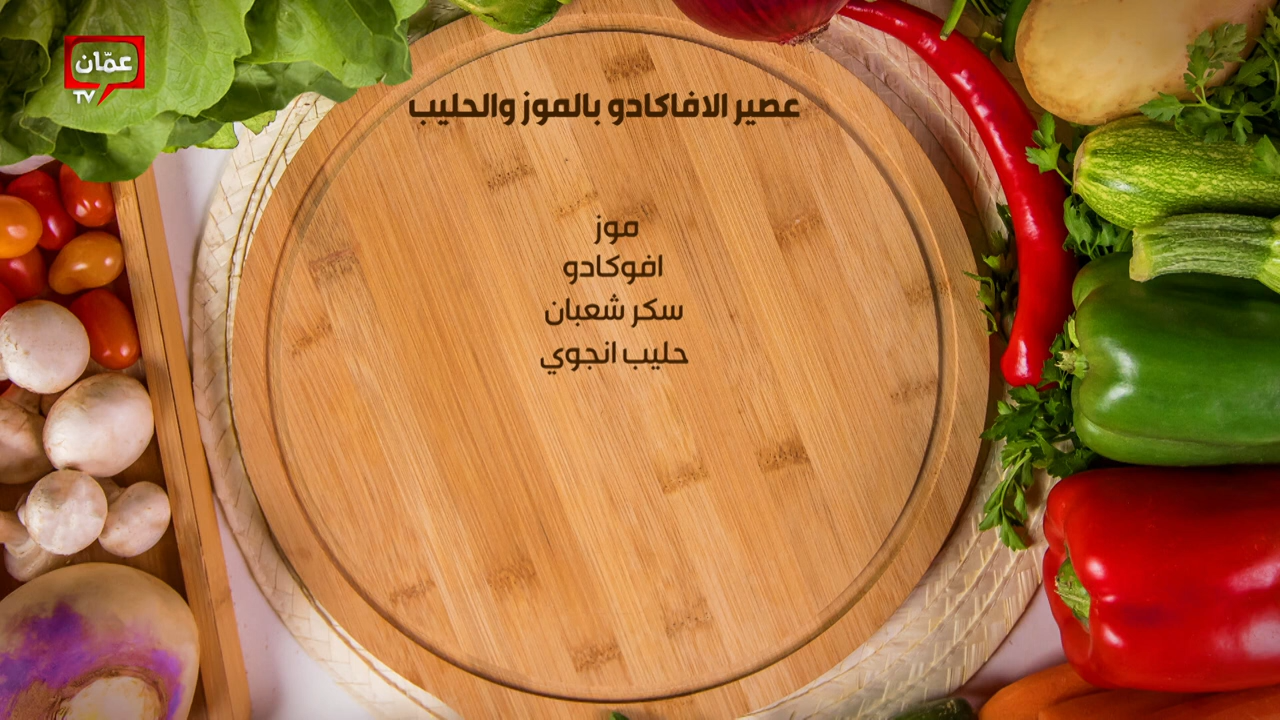 عمّان
TV
عصير الافاكادو بالموز والحليب
موز
افوكادو
سكر شعبان
حليب انجوي